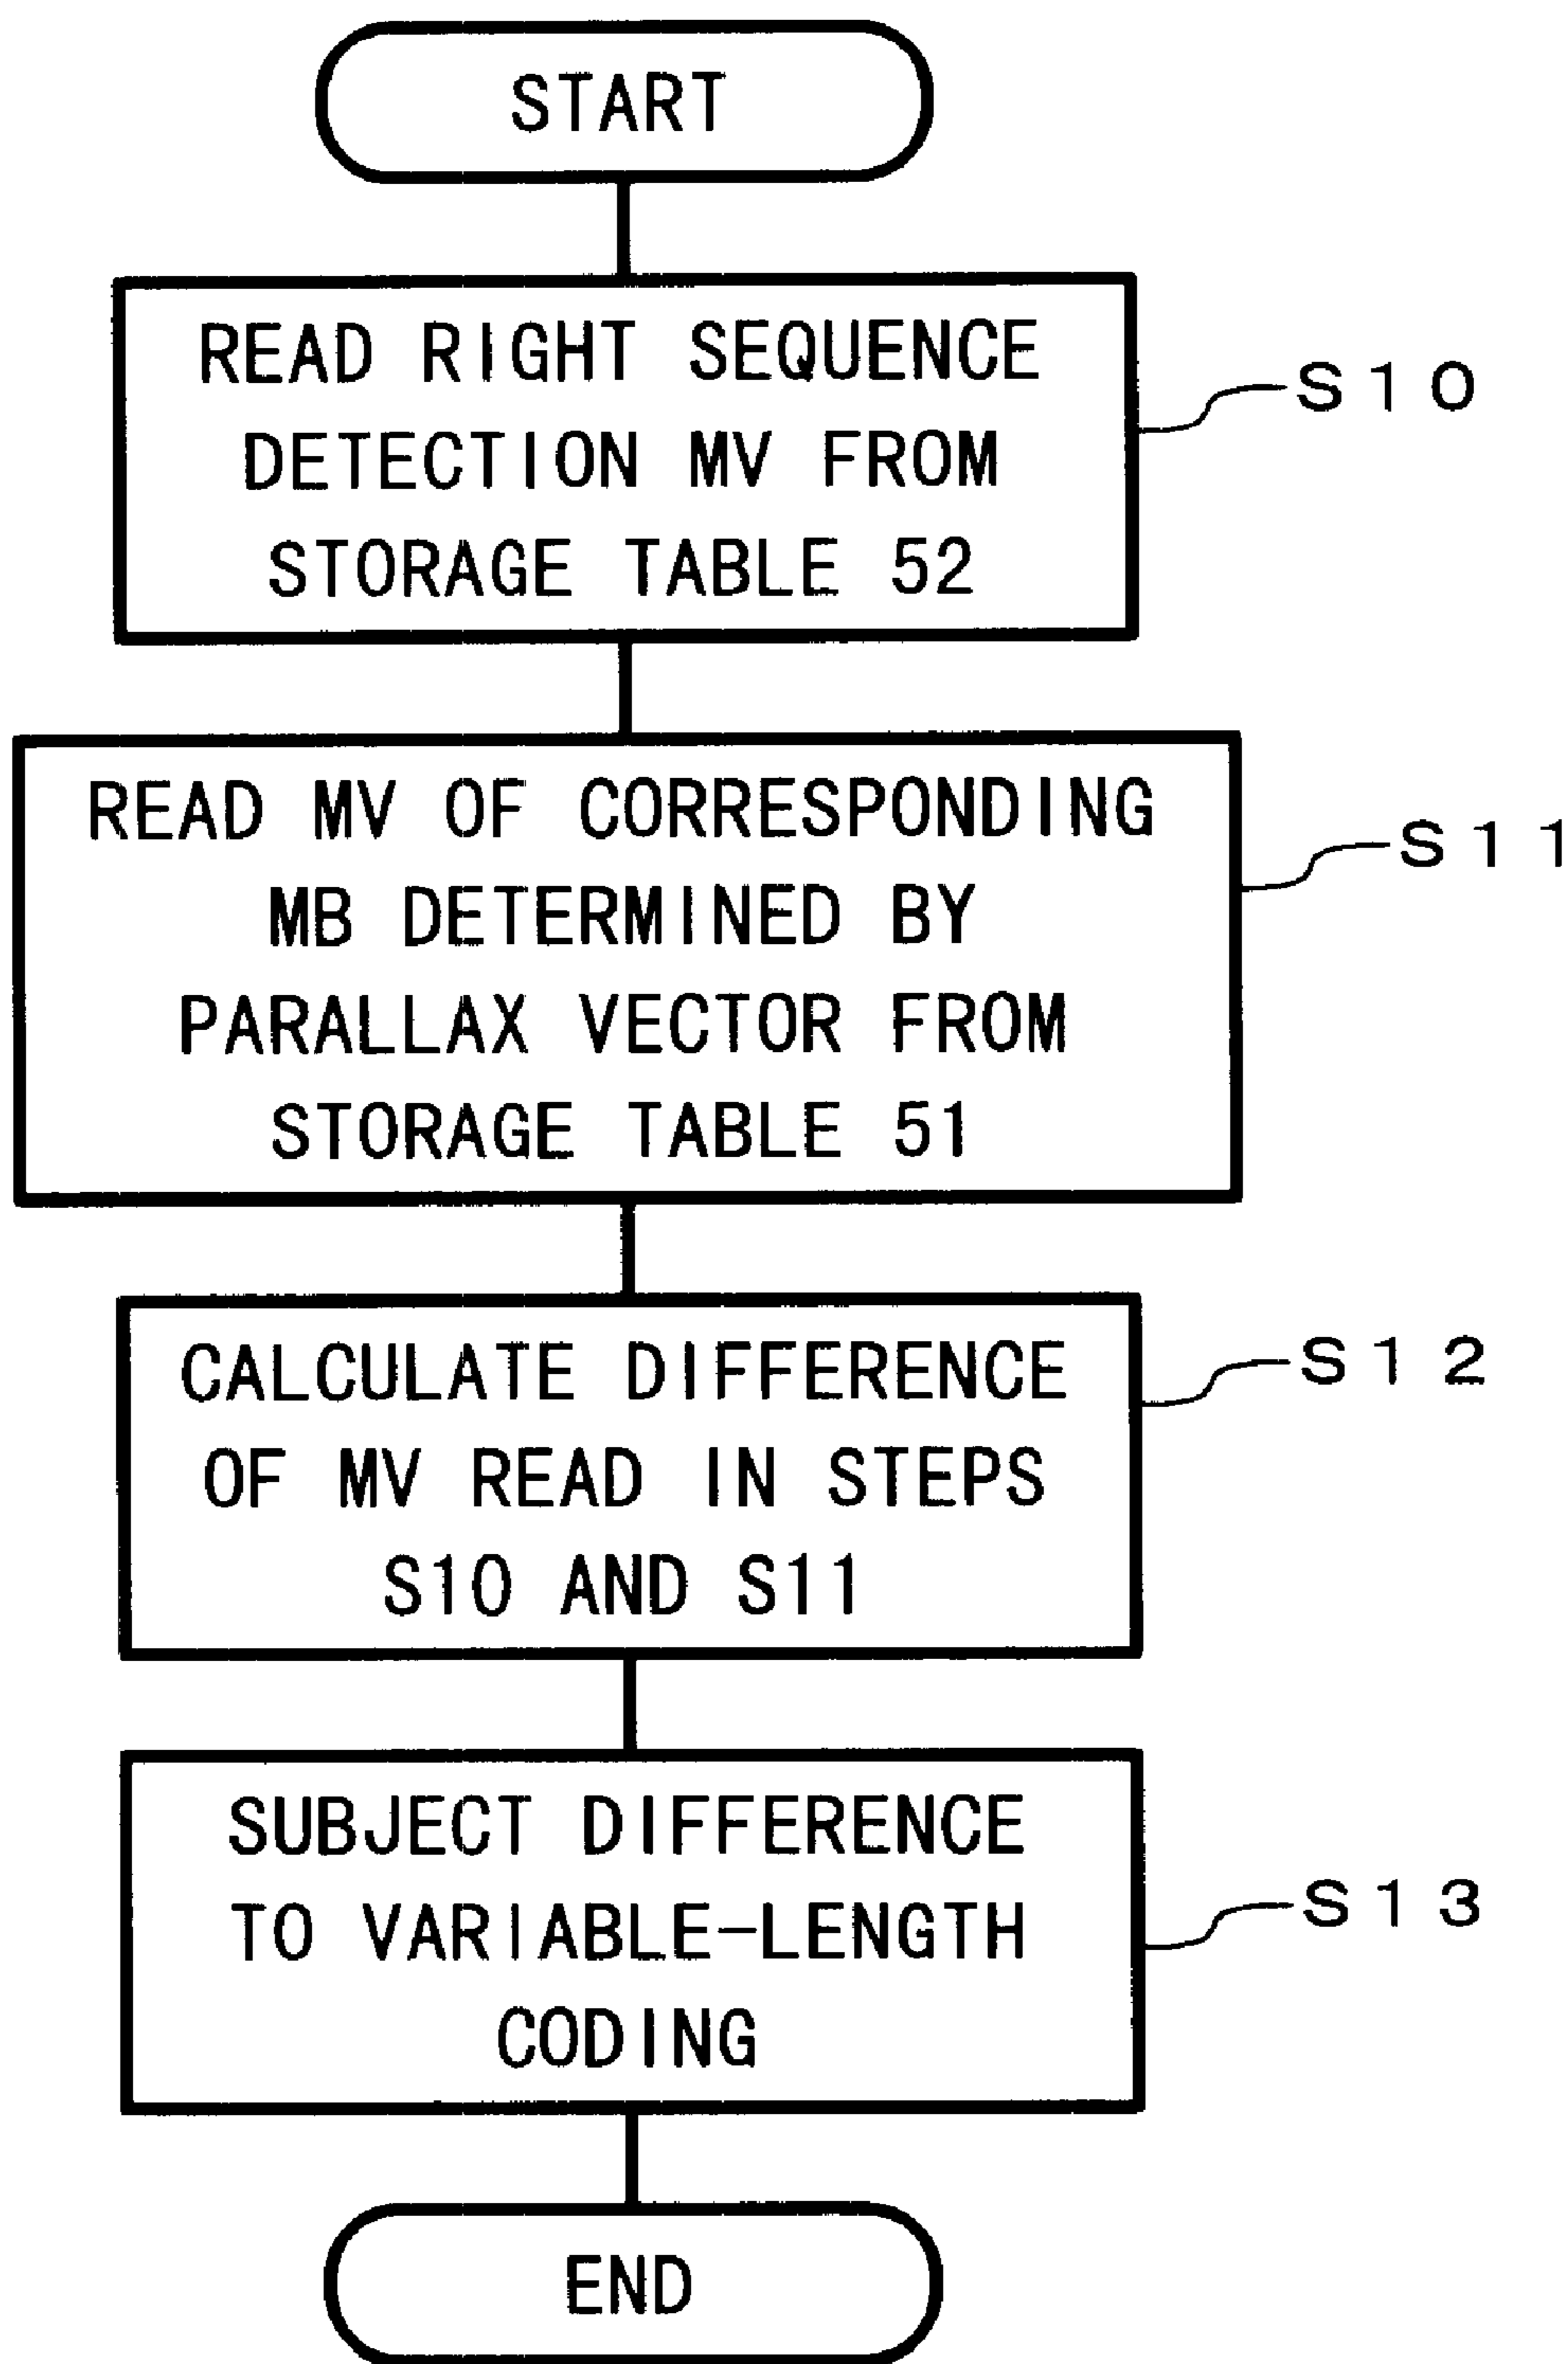 START
READ RIGHT SEQUENCE
DETECTION MV FROM
STORAGE TABLE 52
S10
READ MV OF CORRESPONDING
MB DETERMINED BY
PARALLAX VECTOR FROM
STORAGE TABLE 51
S11
CALCULATE DIFFERENCE
OF MV READ IN STEPS
S10 AND S11
S12
SUBJECT DIFFERENCE
TO VARIABLE-LENGTH
CODING
S13
END